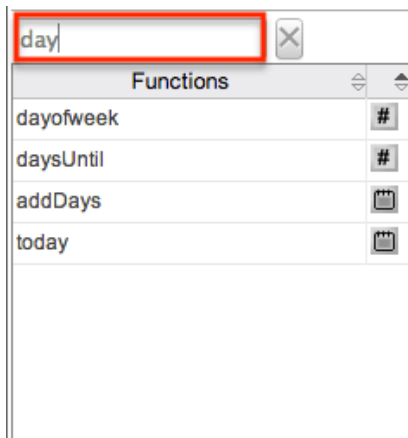 day
Functions
dayofweek #
daysUntil #
addDays
today